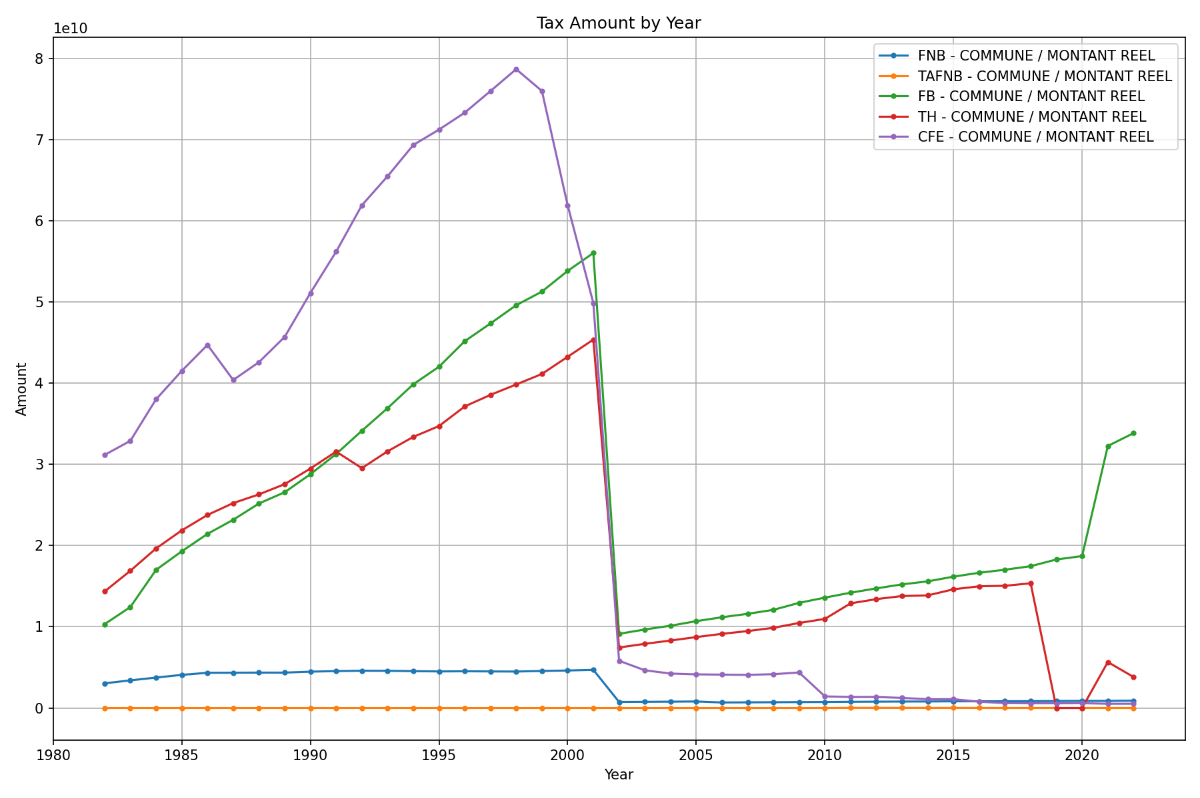 Tax Amount by Year
1e10
FNB - COMMUNE / MONTANT REEL
TAFNB - COMMUNE / MONTANT REEL
FB - COMMUNE / MONTANT REEL
TH - COMMUNE / MONTANT REEL
CFE - COMMUNE / MONTANT REEL
8
7
6
5
4
3
2
1
0
Amount
1980 1985 1990 1995 2000 2005 2010 2015 2020
Year